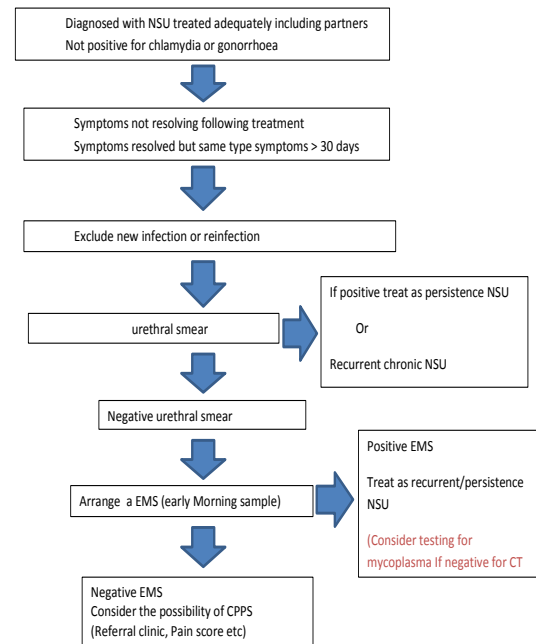 Diagnosed with NSU treated adequately including partners
Not positive for chlamydia or gonorrhoea
Symptoms not resolving following treatment
Symptoms resolved but same type symptoms > 30 days
Exclude new infection or reinfection
urethral smear
If positive treat as persistence NSU
Or
Recurrent chronic NSU
Negative urethral smear
Arrange a EMS (early Morning sample)
Positive EMS
Treat as recurrent/persistence
NSU
(Consider testing for
mycoplasma If negative for CT
Negative EMS
Consider the possibility of CPPS
(Referral clinic, Pain score etc)